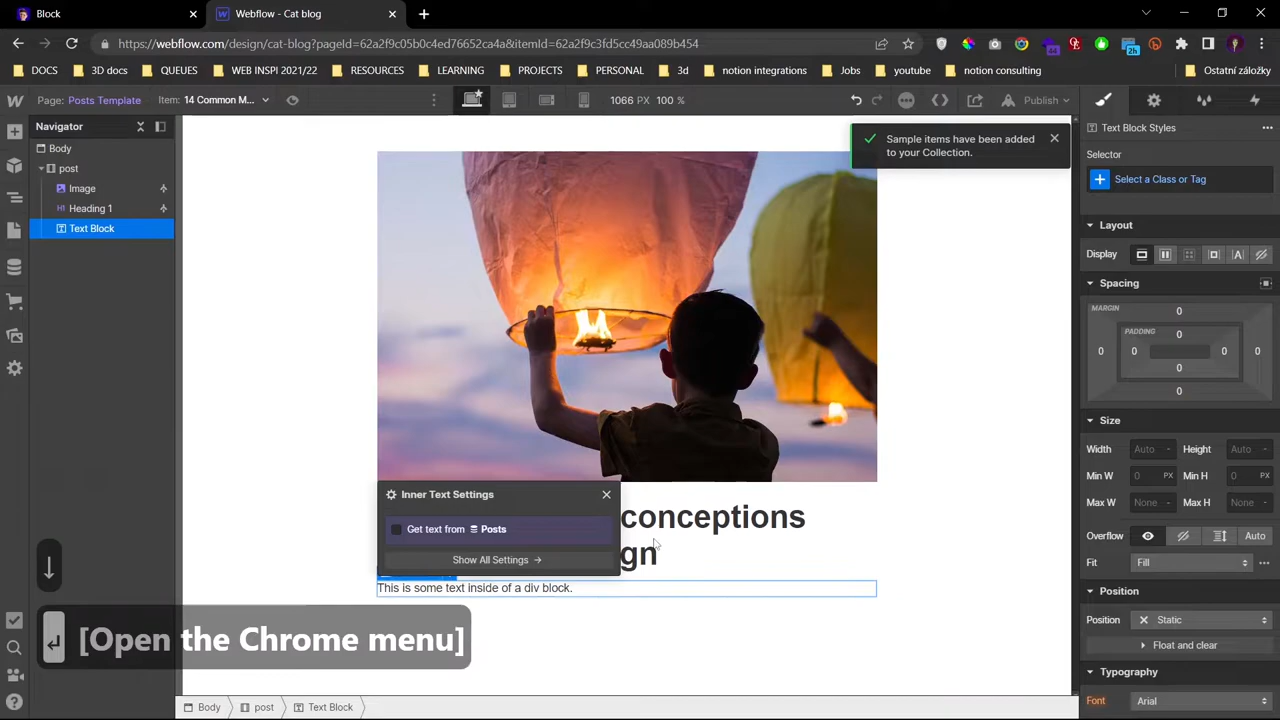 Block
Webflow - Cat blog
https://webflow.com/design/cat-blog?pageId=62a2f9c05c4ed76652ca4a&itemId=62a2f9c3fd5cc49aa089b454
44
2h
DOCS
3D docs
QUEUES
WEB INSPI 2021/22
RESOURCES
LEARNING
PROJECTS
PERSONAL
3d
notion integrations
Jobs
youtube
notion consulting
Ostatní záložky
Page: Posts Template
Item: 14 Common M...
1066 PX 100 %
Publish
Navigator
Body
post
Image
H1 Heading 1
Text Block
Sample items have been added
to your Collection.
Text Block Styles
Selector
Select a Class or Tag
Layout
Display
Spacing
MARGIN
0
PADDING
0
0
0
0
0
0
0
Size
Width Auto - Height Auto -
Min W 0 PX Min H 0 PX
Max W None - Max H None -
Overflow Auto
Fit Fill
Position
Position Static
Float and clear
Typography
Font Arial
Inner Text Settings
Get text from Posts
Show All Settings
conceptions
gn
This is some text inside of a div block.
[Open the Chrome menu]
Body
post
Text Block